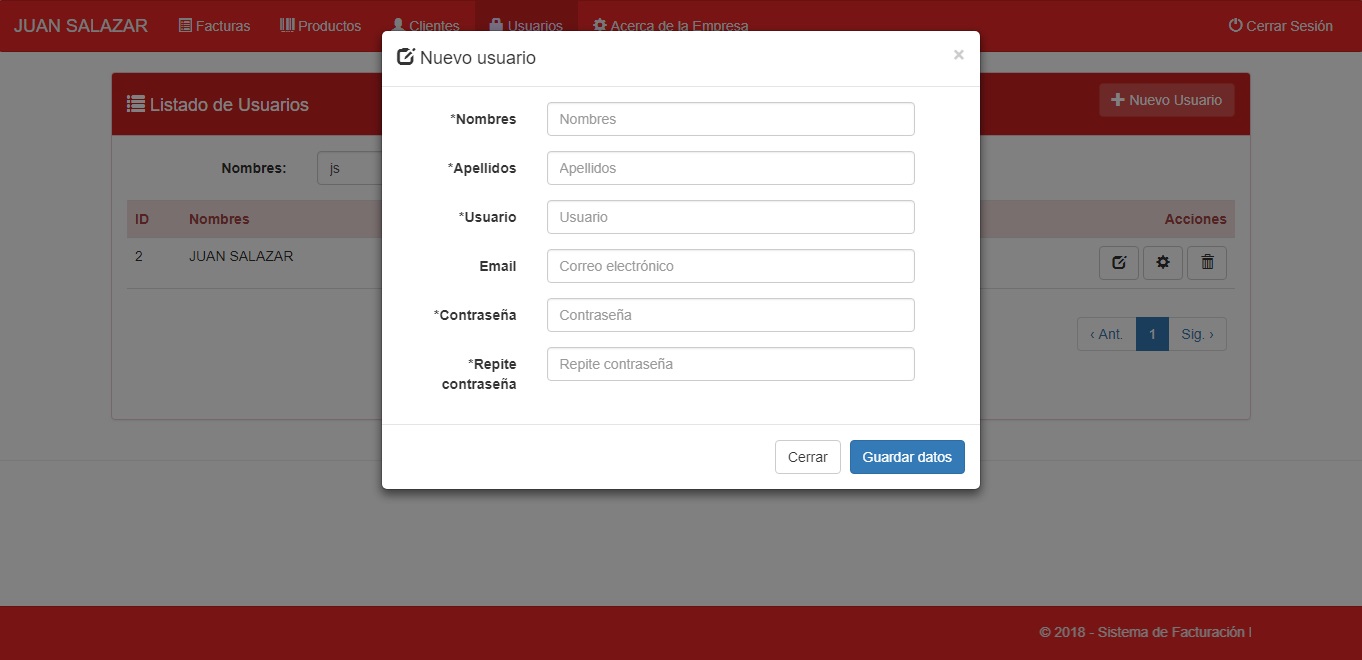 JUAN SALAZAR Facturas Productos Clientes Usuarios Acerca de la Empresa Cerrar Sesión
Nuevo usuario ×
Listado de Usuarios
Nuevo Usuario
*Nombres Nombres
Nombres: js
*Apellidos Apellidos
ID Nombres Acciones
*Usuario Usuario
2 JUAN SALAZAR
Email Correo electrónico
*Contraseña Contraseña
‹ Ant. 1 Sig. ›
*Repite
contraseña
Repite contraseña
Cerrar Guardar datos
© 2018 - Sistema de Facturación |